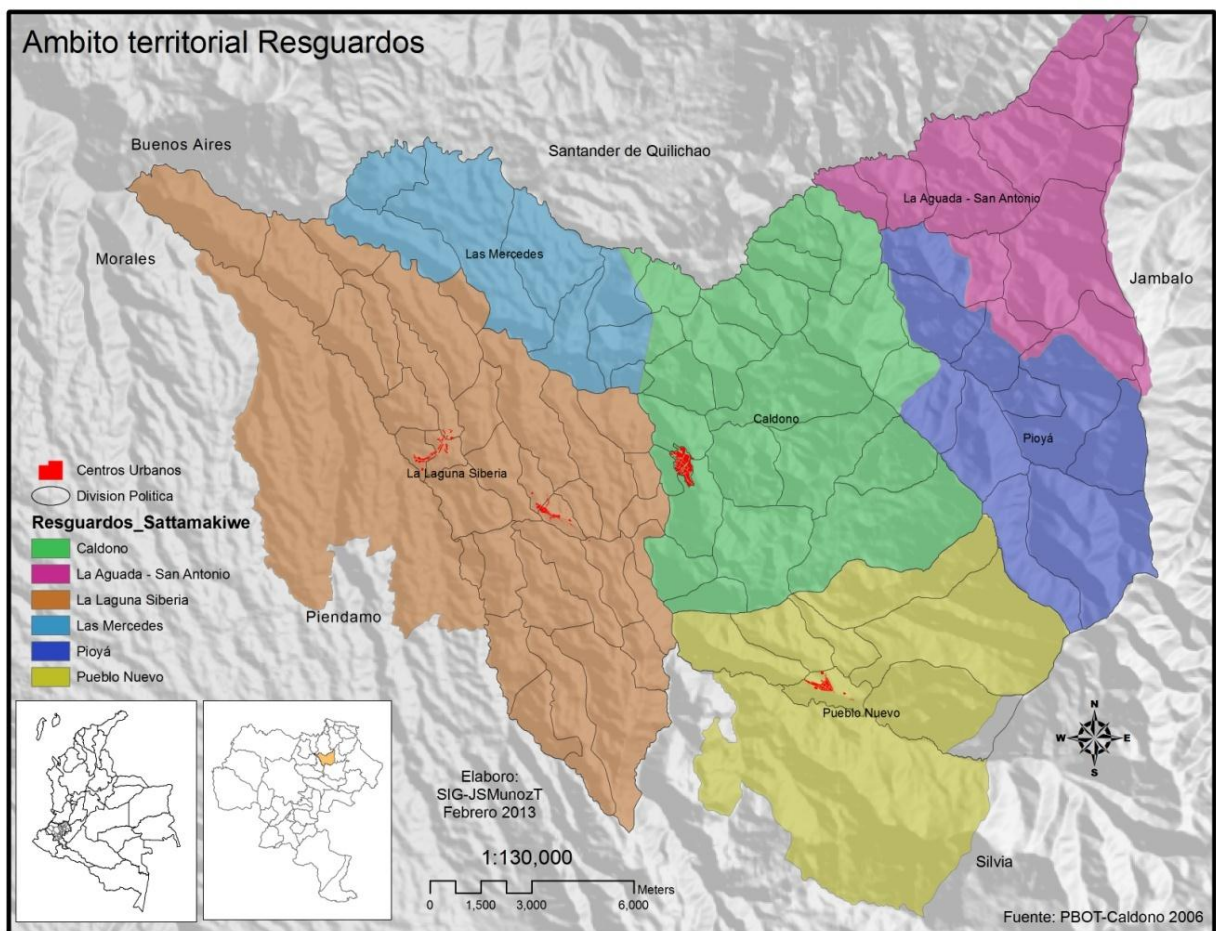 Ambito territorial Resguardos
Buenos Aires
Santander de Quilichao
La Aguada - San Antonio
Las Mercedes
Morales
Jambalo
Caldono
Pioyá
La Laguna Siberia
Centros Urbanos
Division Politica
Resguardos_Sattamakiwe
Caldono
La Aguada - San Antonio
La Laguna Siberia
Las Mercedes
Pioyá
Pueblo Nuevo
Piendamo
Pueblo Nuevo
N
W
E
S
Elaboro:
SIG-JSMunozT
Febrero 2013
1:130,000
Meters
0 1,500 3,000 6,000
Silvia
Fuente: PBOT-Caldono 2006